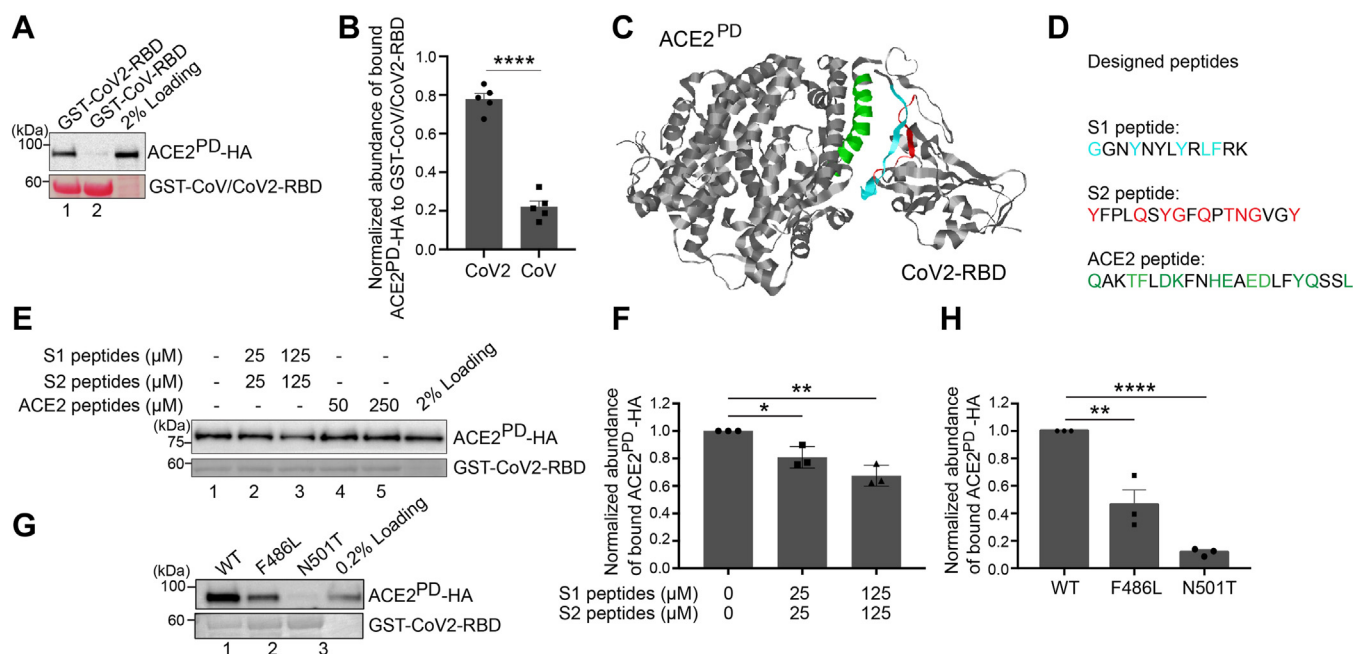 A
GST-CoV2-RBD
GST-CoV-RBD
2% Loading
(kDa)
100
ACE2PD-HA
60
GST-CoV/CoV2-RBD
1 2
B
Normalized abundance of bound
ACE2PD-HA to GST-CoV/CoV2-RBD
****
1.0
0.8
0.6
0.4
0.2
0.0
CoV2 CoV
C
ACE2PD
CoV2-RBD
D
Designed peptides
S1 peptide:
GGNYNYLYRLFRK
S2 peptide:
YFPLQSYGFQPTNGVGY
ACE2 peptide:
QAKTFLDKFNHEAEDLFYQSSL
E
S1 peptides (μM) - 25 125 - -
S2 peptides (μM) - 25 125 - -
ACE2 peptides (μM) - - - 50 250 2% Loading
(kDa)
75
ACE2PD-HA
60
GST-CoV2-RBD
1 2 3 4 5
F
Normalized abundance
of bound ACE2PD-HA
**
*
1.2
1.0
0.8
0.6
0.4
0.2
0.0
S1 peptides (μM) 0 25 125
S2 peptides (μM) 0 25 125
G
WT
F486L
N501T
0.2% Loading
(kDa)
100
ACE2PD-HA
60
GST-CoV2-RBD
1 2 3
H
Normalized abundance
of bound ACE2PD-HA
****
**
1.2
1.0
0.8
0.6
0.4
0.2
0.0
WT F486L N501T